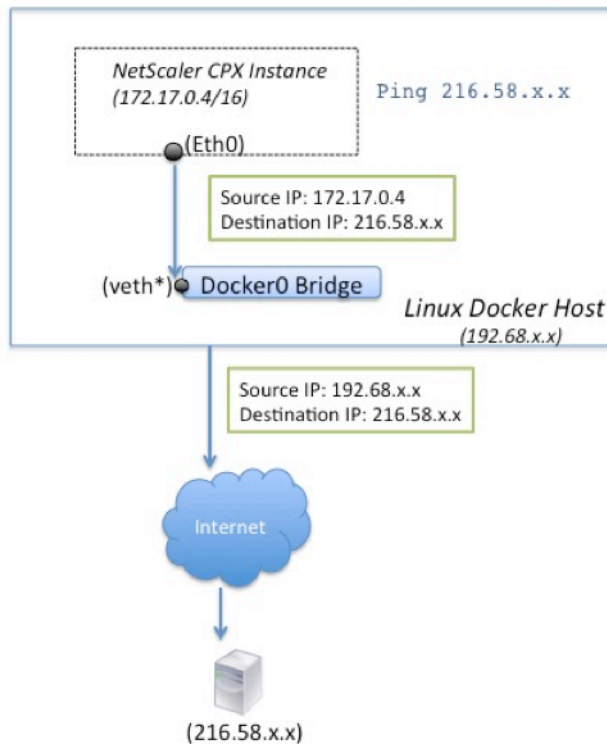 NetScaler CPX Instance
(172.17.0.4/16)
Ping 216.58.x.x
(Eth0)
Source IP: 172.17.0.4
Destination IP: 216.58.x.x
(veth*)
Docker0 Bridge
Linux Docker Host
(192.68.x.x)
Source IP: 192.68.x.x
Destination IP: 216.58.x.x
Internet
(216.58.x.x)